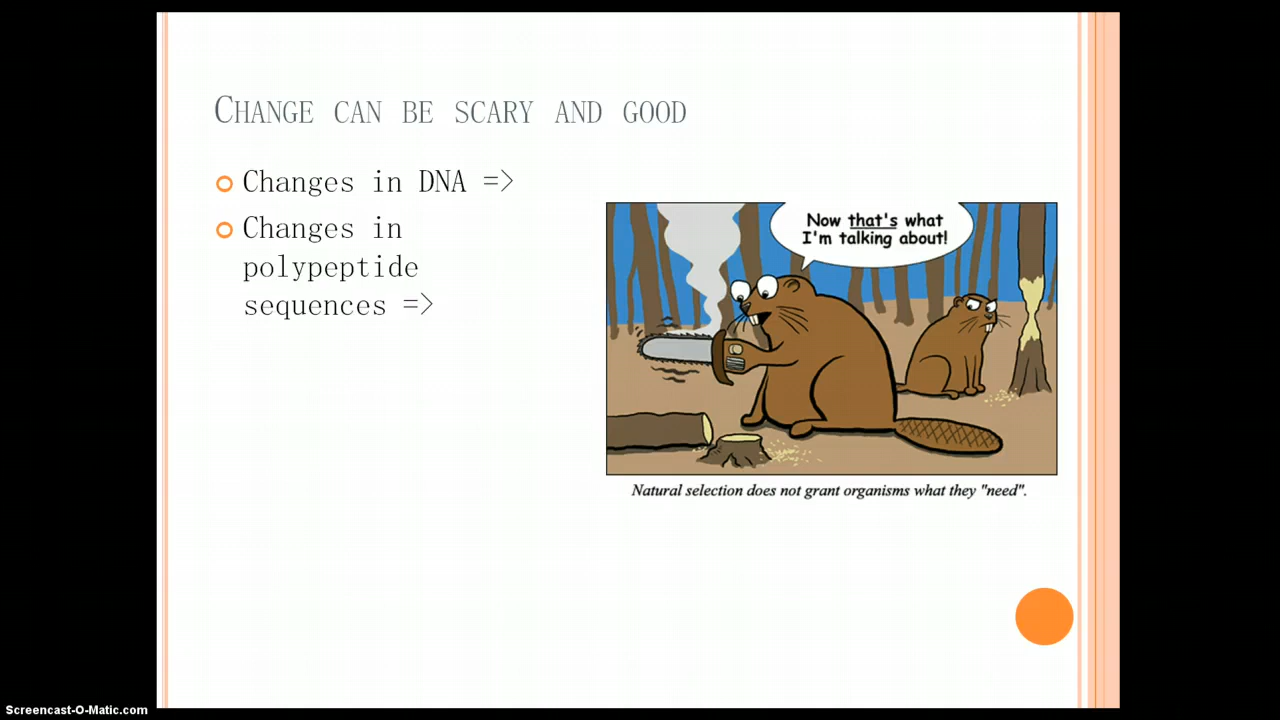 CHANGE CAN BE SCARY AND GOOD
Changes in DNA =>
Changes in
polypeptide
sequences =>
Now that's what
I'm talking about!
Natural selection does not grant organisms what they "need".
Screencast-O-Matic.com